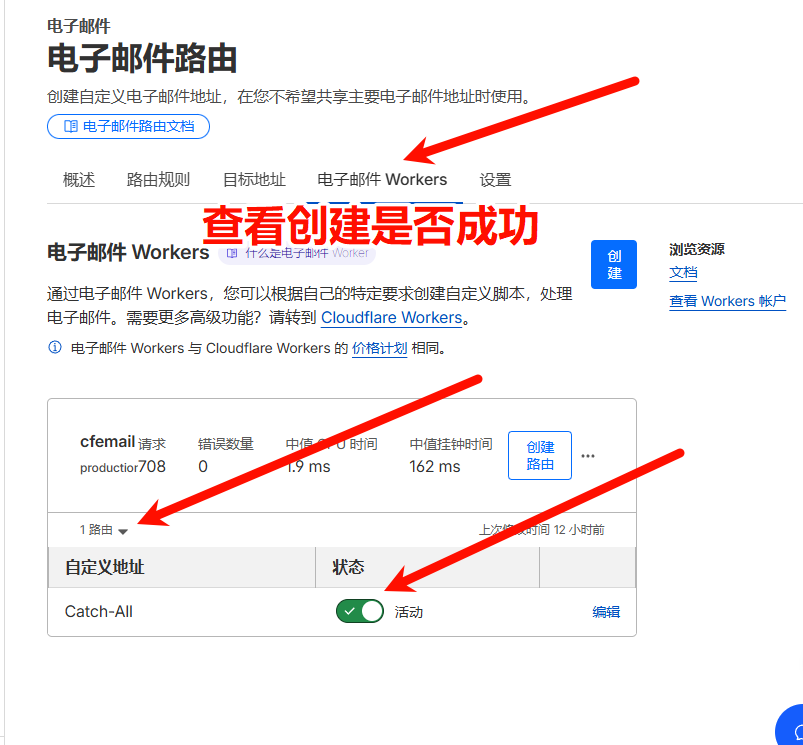 电子邮件
电子邮件路由
创建自定义电子邮件地址，在您不希望共享主要电子邮件地址时使用。
电子邮件路由文档
概述 路由规则 目标地址 电子邮件 Workers 设置
查看创建是否成功
电子邮件 Workers 什么是电子邮件 Worker
创
建
浏览资源
文档
查看 Workers 帐户
通过电子邮件 Workers，您可以根据自己的特定要求创建自定义脚本，处理
电子邮件。需要更多高级功能？请转到 Cloudflare Workers。
电子邮件 Workers 与 Cloudflare Workers 的 价格计划 相同。
cfemail 请求 错误数量 中值 CPU 时间 中值挂钟时间
production 708 0 1.9 ms 162 ms
创建
路由
1 路由 上次修改时间 12 小时前
自定义地址 状态
Catch-All 活动 编辑